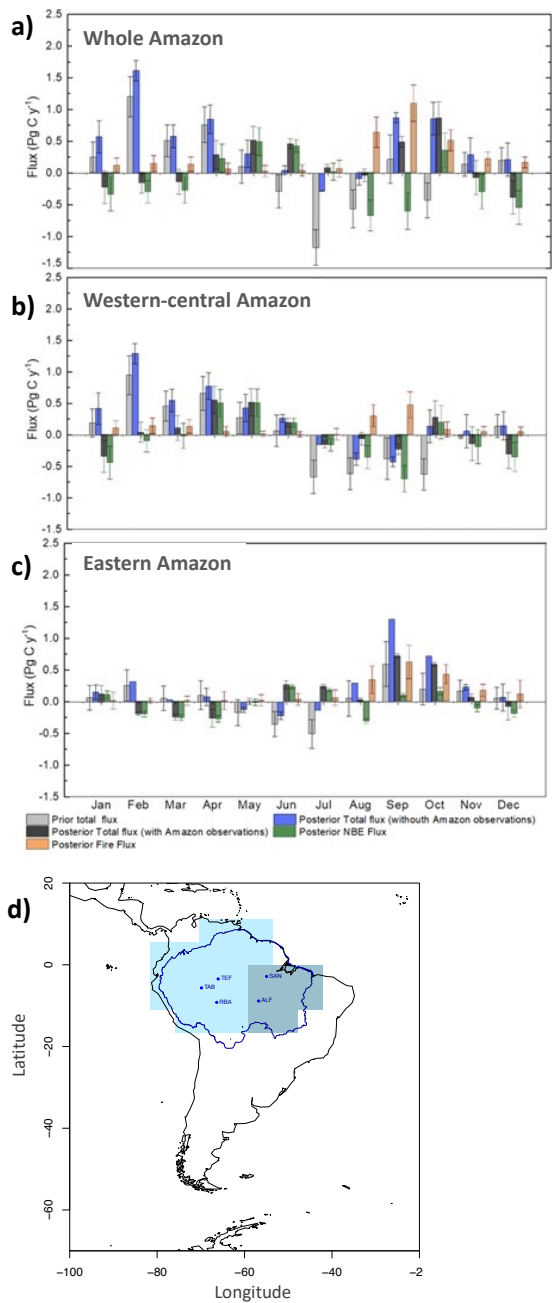 a)
Whole Amazon
Flux (Pg C y⁻¹)
2.5
2.0
1.5
1.0
0.5
0.0
-0.5
-1.0
-1.5
b)
Western-central Amazon
Flux (Pg C y⁻¹)
2.5
2.0
1.5
1.0
0.5
0.0
-0.5
-1.0
-1.5
c)
Eastern Amazon
Flux (Pg C y⁻¹)
2.5
2.0
1.5
1.0
0.5
0.0
-0.5
-1.0
-1.5
Jan Feb Mar Apr May Jun Jul Aug Sep Oct Nov Dec
Prior total flux
Posterior Total flux (withouth Amazon observations)
Posterior Total flux (with Amazon observations)
Posterior NBE Flux
Posterior Fire Flux
d)
Latitude
20
0
−20
−40
−60
TEF
SAN
TAB
RBA
ALF
−100 −80 −60 −40 −2
Longitude